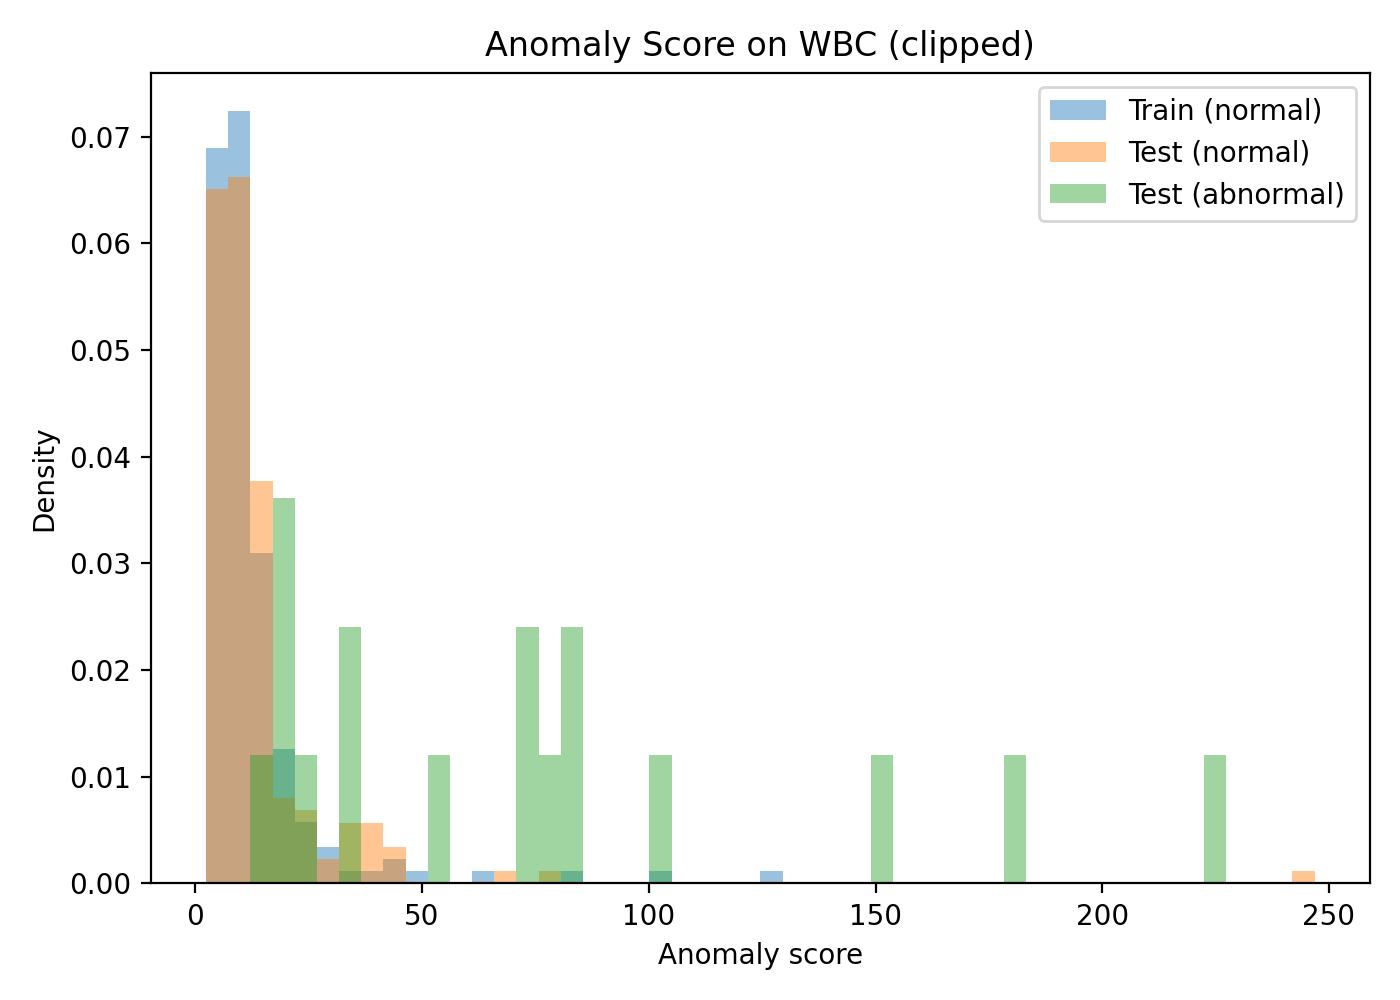 Anomaly Score on WBC (clipped)
Train (normal)
Test (normal)
Test (abnormal)
Density
0.07
0.06
0.05
0.04
0.03
0.02
0.01
0.00
0 50 100 150 200 250
Anomaly score